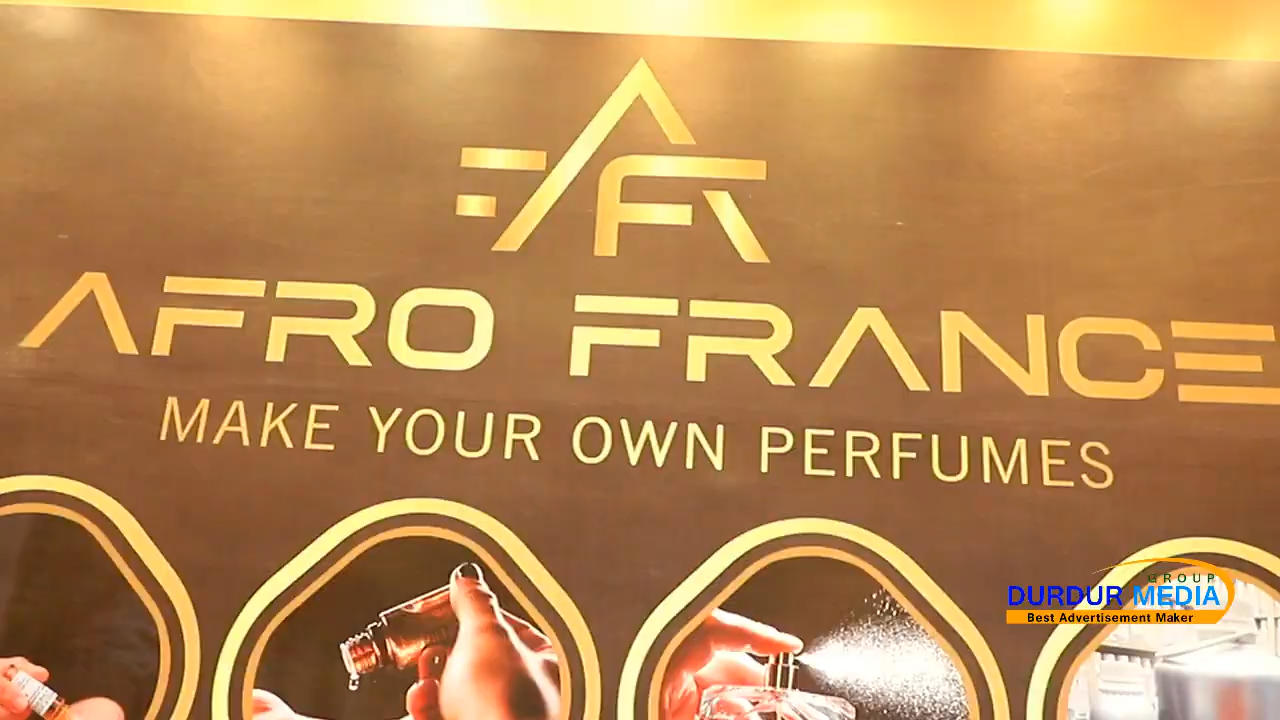 AFRO FRANCE
MAKE YOUR OWN PERFUMES
GROUP
DURDUR MEDIA
Best Advertisement Maker